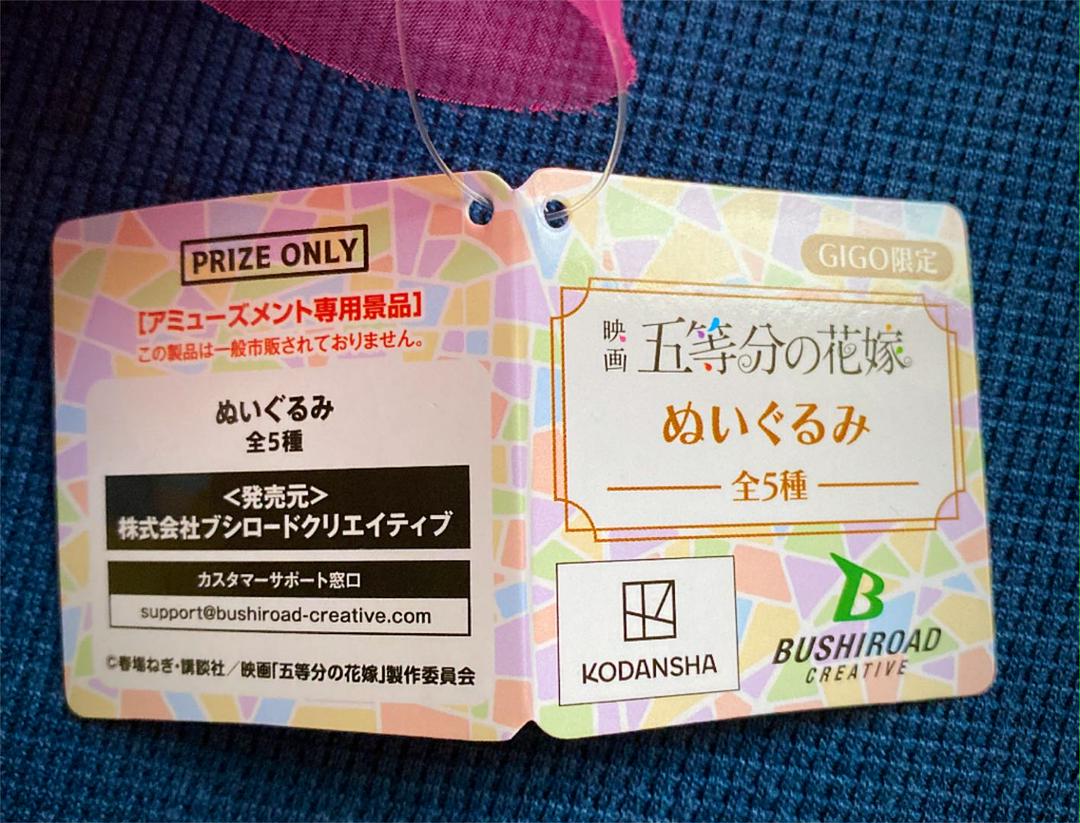 PRIZE ONLY
[アミューズメント専用景品]
この製品は一般市販されておりません。
ぬいぐるみ
全5種
<発売元>
株式会社ブシロードクリエイティブ
カスタマーサポート窓口
support@bushiroad-creative.com
©春場ねぎ・講談社／映画「五等分の花嫁」製作委員会
GIGO限定
映画 五等分の花嫁
ぬいぐるみ
全5種
KODANSHA
BUSHIROAD
CREATIVE